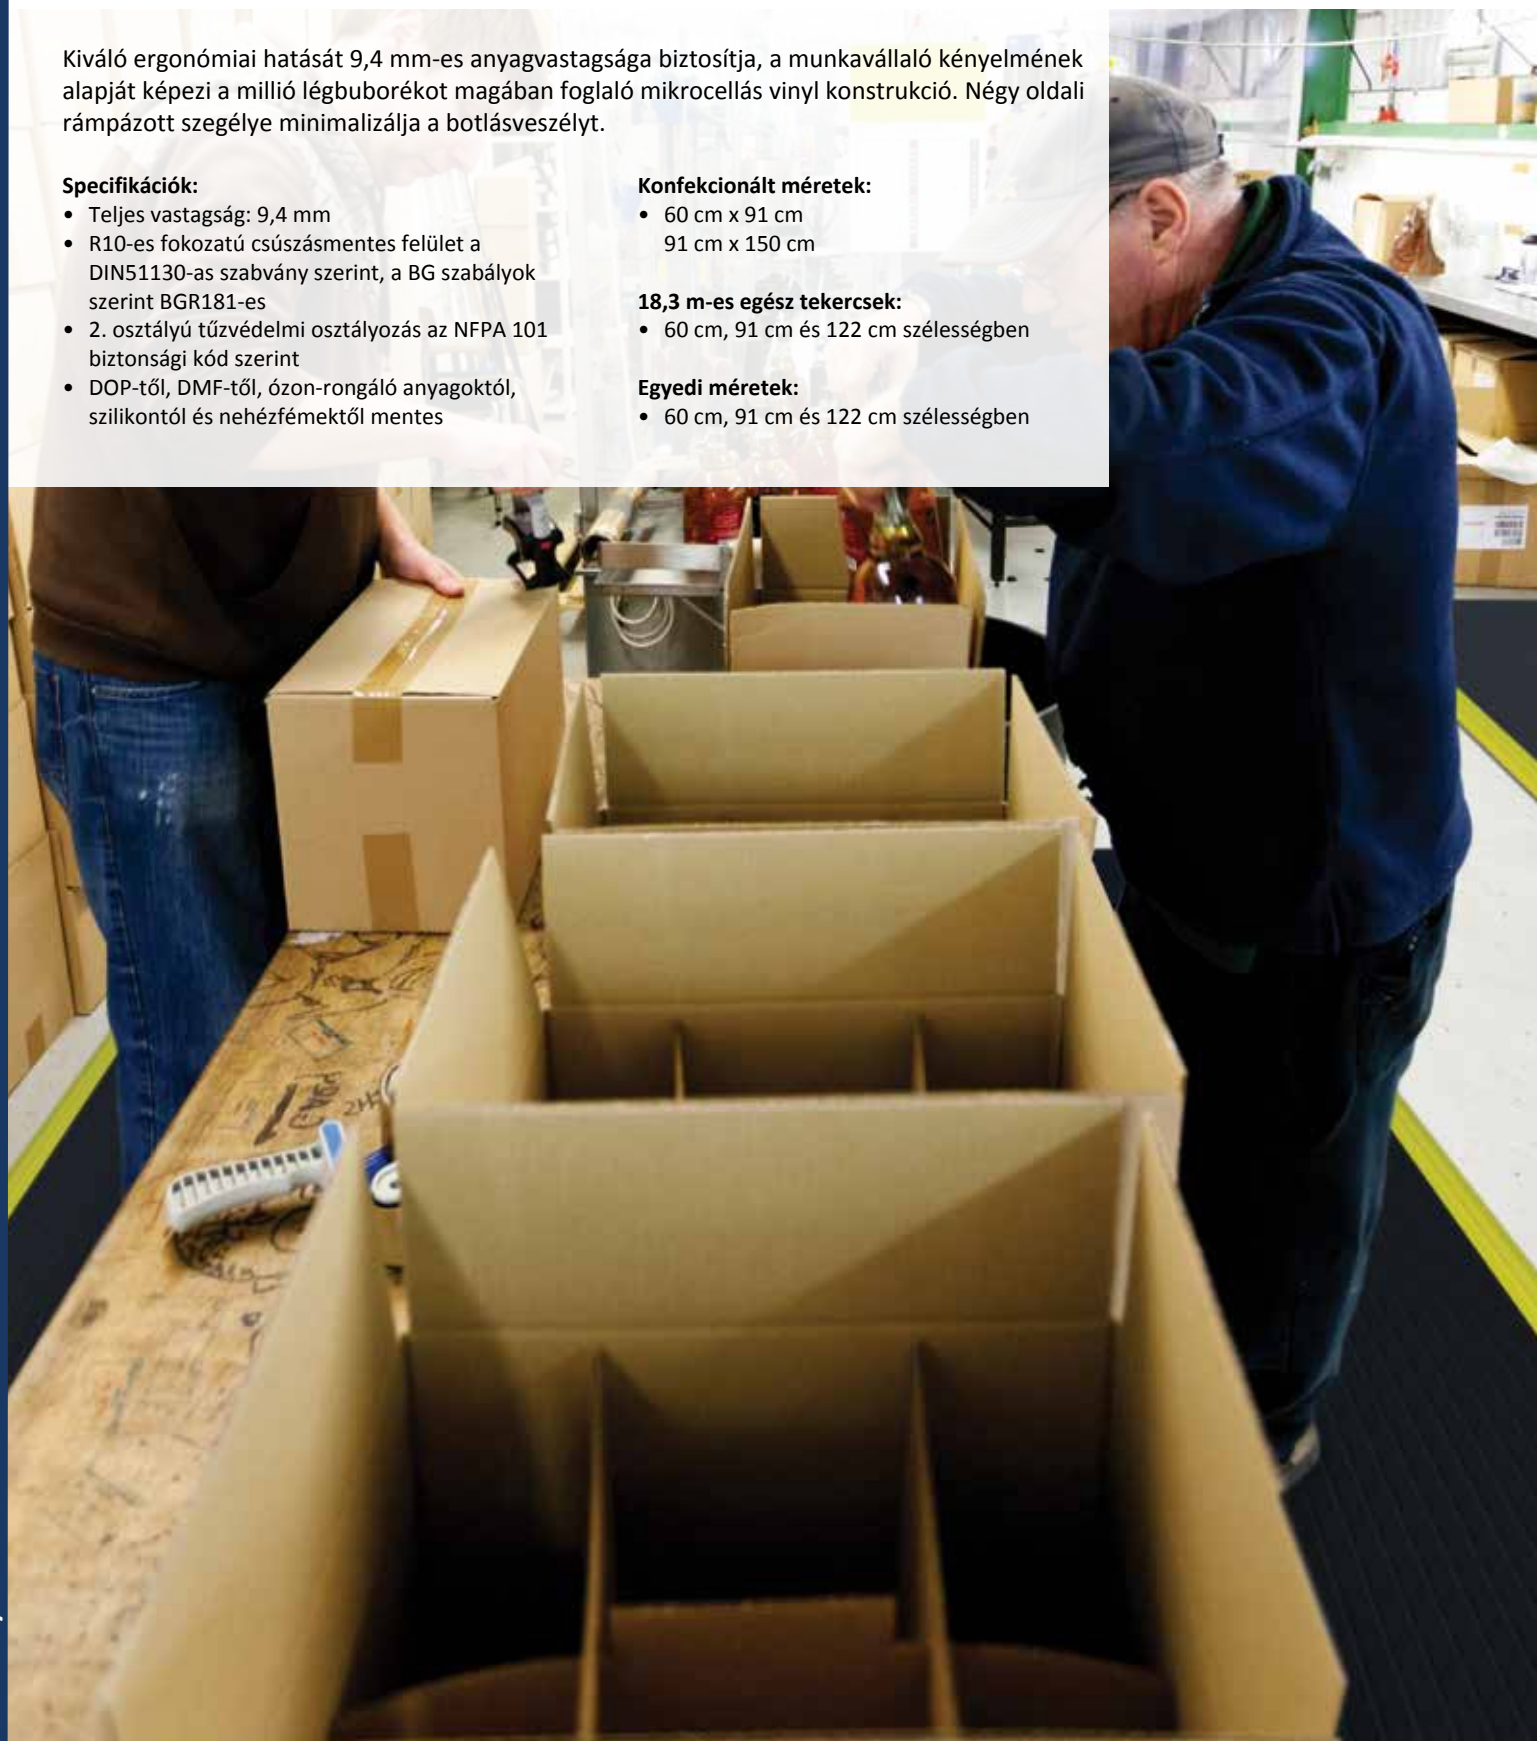 Kiváló ergonómiai hatását 9,4 mm-es anyagvastagsága biztosítja, a munkavállaló kényelmének
alapját képezi a millió légbuborékot magában foglaló mikrocellás vinyl konstrukció. Négy oldali
rámpázott szegélye minimalizálja a botlásveszélyt.
Specifikációk:
• Teljes vastagság: 9,4 mm
• R10-es fokozatú csúszásmentes felület a
DIN51130-as szabvány szerint, a BG szabályok
szerint BGR181-es
• 2. osztályú tűzvédelmi osztályozás az NFPA 101
biztonsági kód szerint
• DOP-től, DMF-től, ózon-rongáló anyagoktól,
szilikontól és nehézfémektől mentes
Konfekcionált méretek:
• 60 cm x 91 cm
91 cm x 150 cm
18,3 m-es egész tekercsek:
• 60 cm, 91 cm és 122 cm szélességben
Egyedi méretek:
• 60 cm, 91 cm és 122 cm szélességben